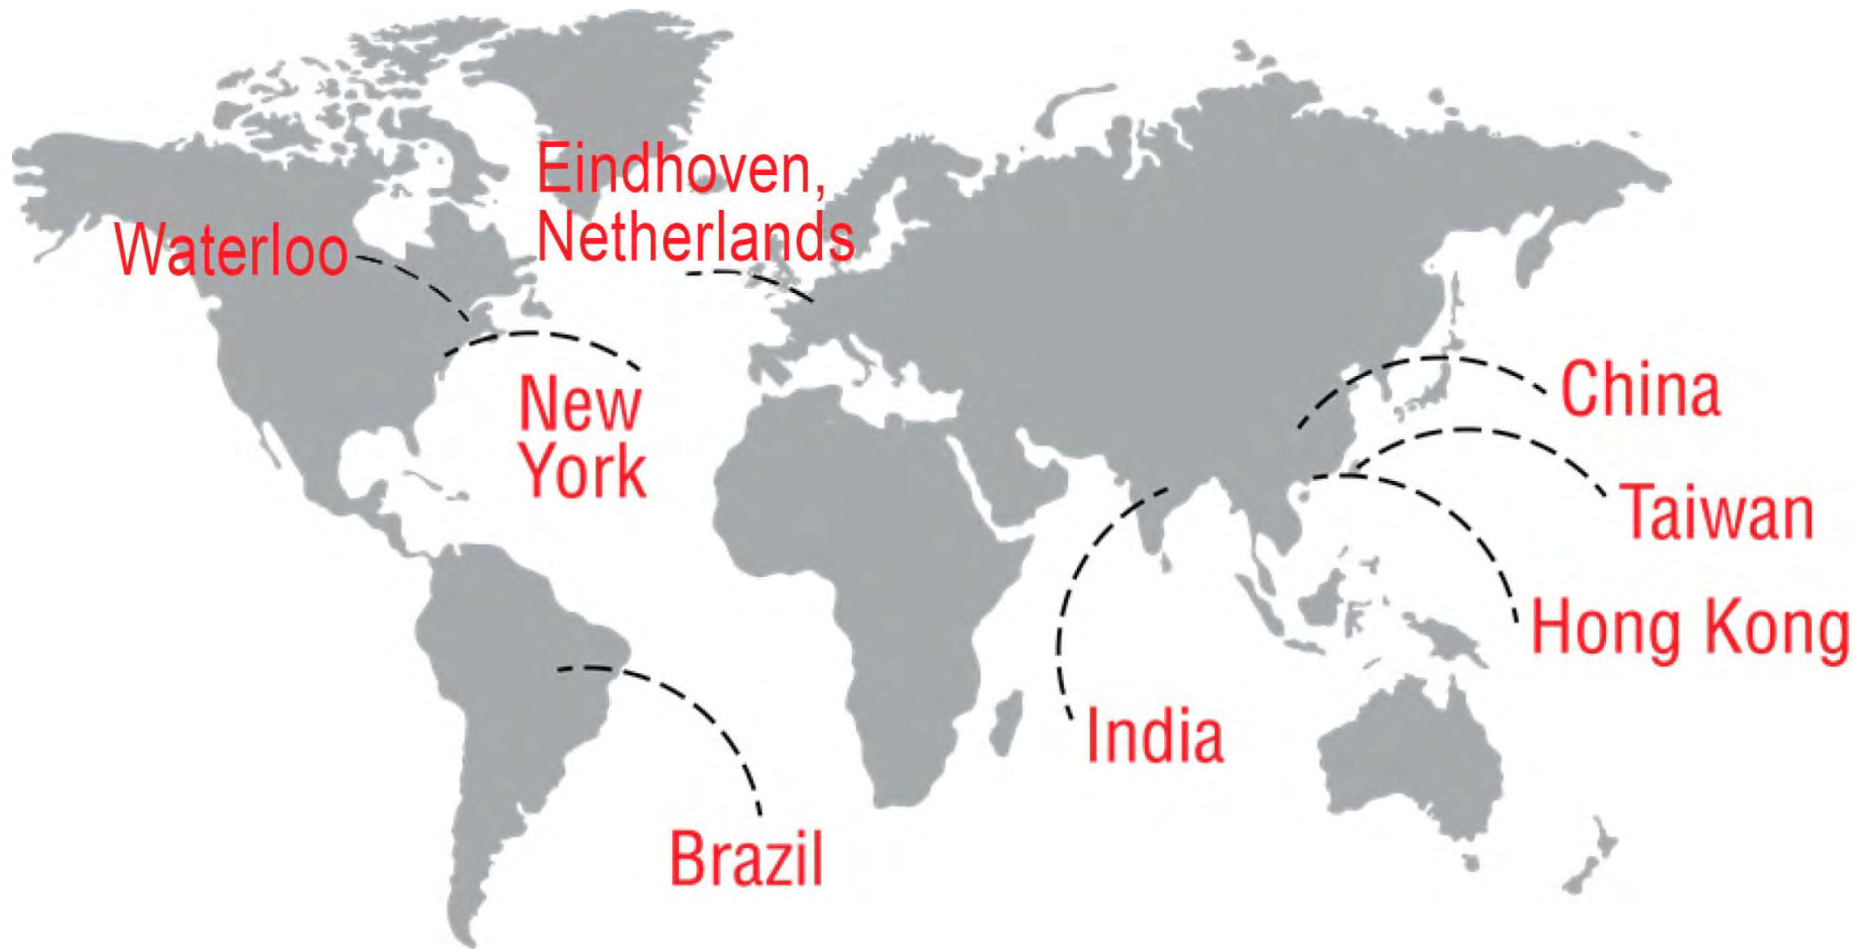 Eindhoven,
Netherlands
Waterloo
New
York
China
Taiwan
Hong Kong
India
Brazil